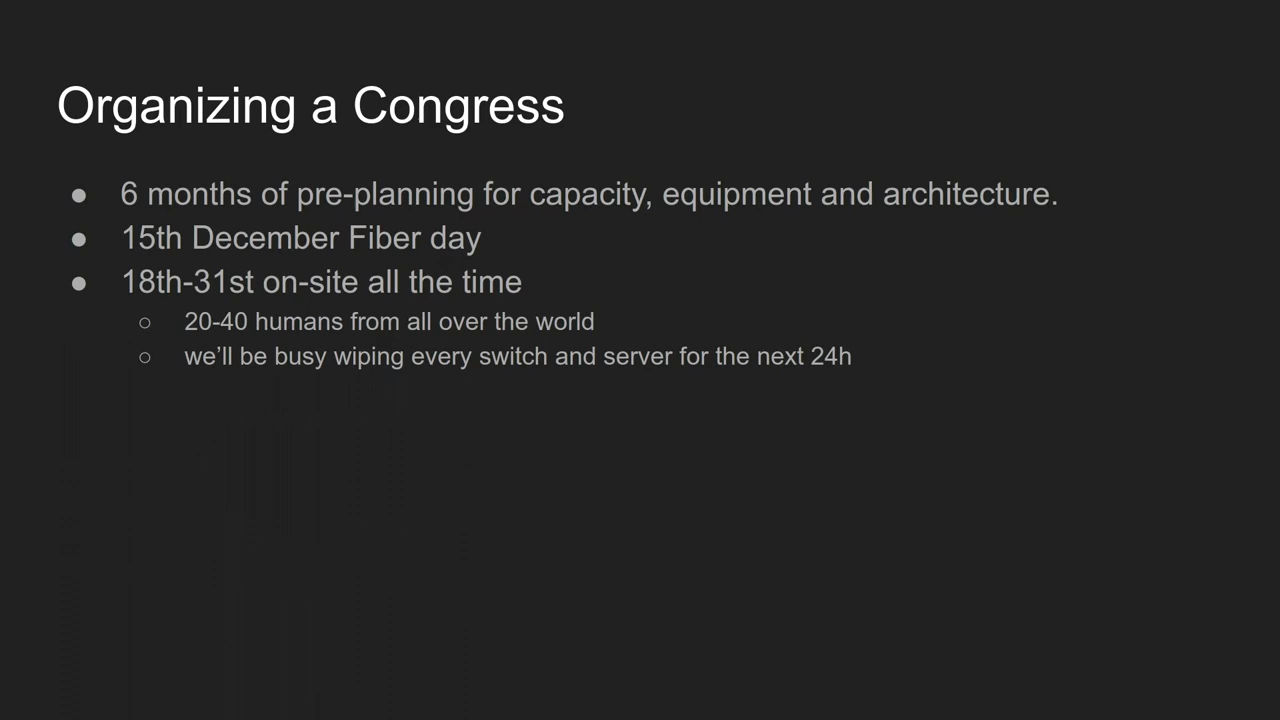 Organizing a Congress
● 6 months of pre-planning for capacity, equipment and architecture.
● 15th December Fiber day
● 18th-31st on-site all the time
○ 20-40 humans from all over the world
○ we’ll be busy wiping every switch and server for the next 24h